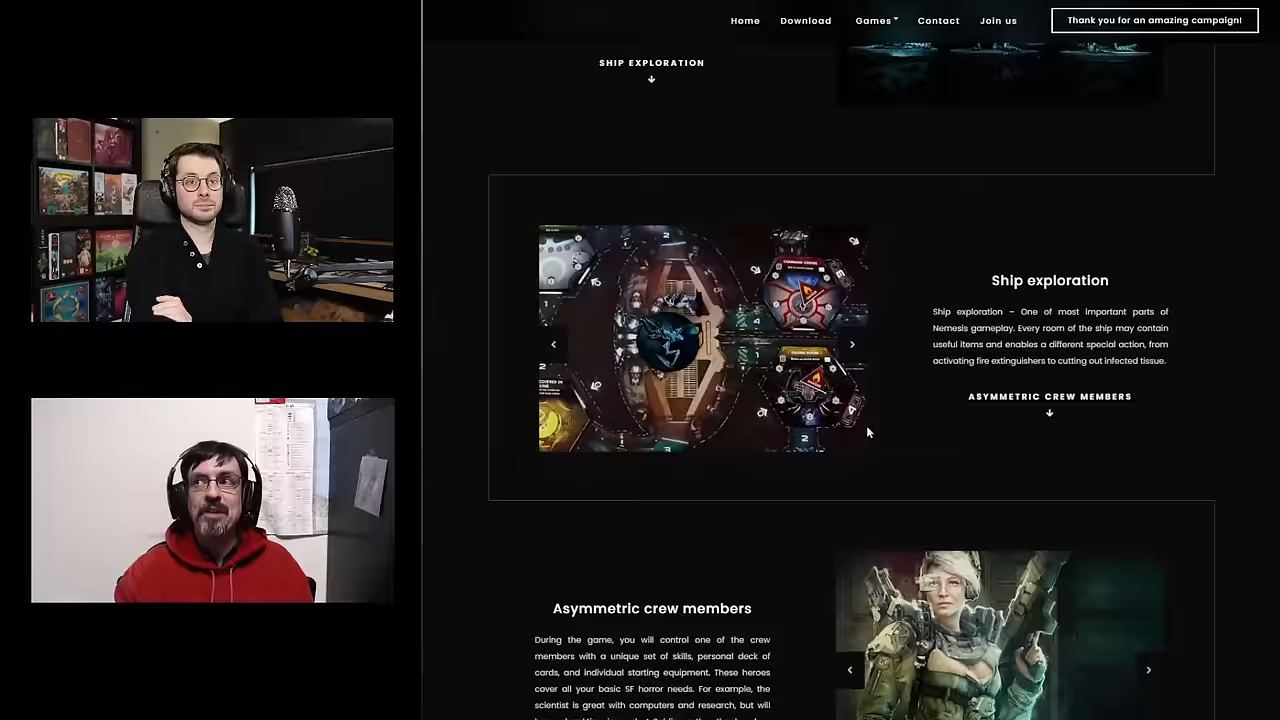 Home Download Games Contact Join us Thank you for an amazing campaign!
SHIP EXPLORATION
Ship exploration
Ship exploration – One of most important parts of
Nemesis gameplay. Every room of the ship may contain
useful items and enables a different special action, from
activating fire extinguishers to cutting out infected tissue.
ASYMMETRIC CREW MEMBERS
Asymmetric crew members
During the game, you will control one of the crew
members with a unique set of skills, personal deck of
cards, and individual starting equipment. These heroes
cover all your basic SF horror needs. For example, the
scientist is great with computers and research, but will